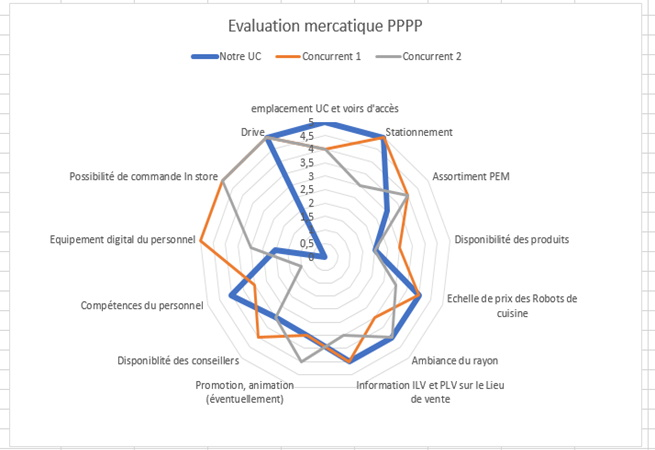 Evaluation mercatique PPPP
Notre UC
Concurrent 1
Concurrent 2
emplacement UC et voirs d'accès
Stationnement
Assortiment PEM
Disponibilité des produits
Echelle de prix des Robots de
cuisine
Ambiance du rayon
Information ILV et PLV sur le Lieu
de vente
Promotion, animation
(éventuellement)
Disponiblité des conseillers
Compétences du personnel
Equipement digital du personnel
Possibilité de commande In store
Drive
5
4,5
4
3,5
3
2,5
2
1,5
1
0,5
0